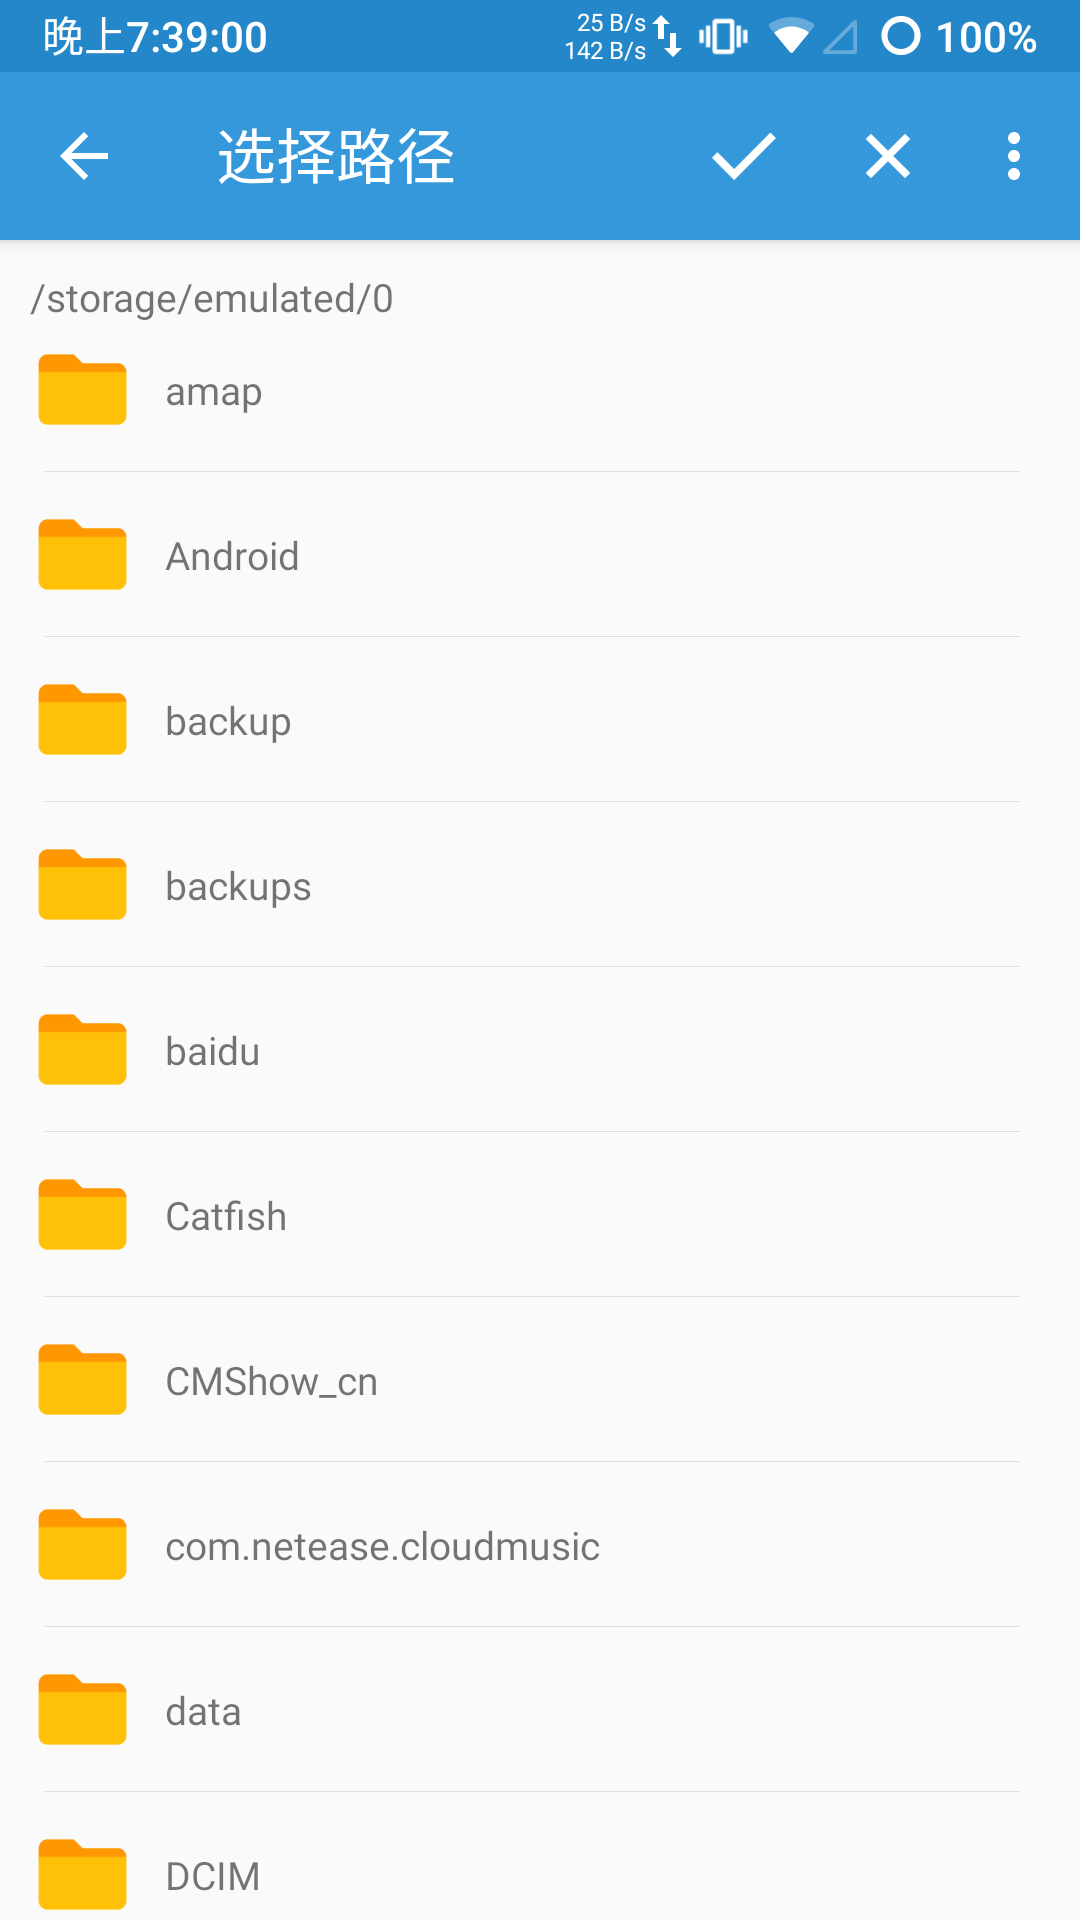 晚上7:39:00
25 B/s
142 B/s
100%
选择路径
/storage/emulated/0
amap
Android
backup
backups
baidu
Catfish
CMShow_cn
com.netease.cloudmusic
data
DCIM